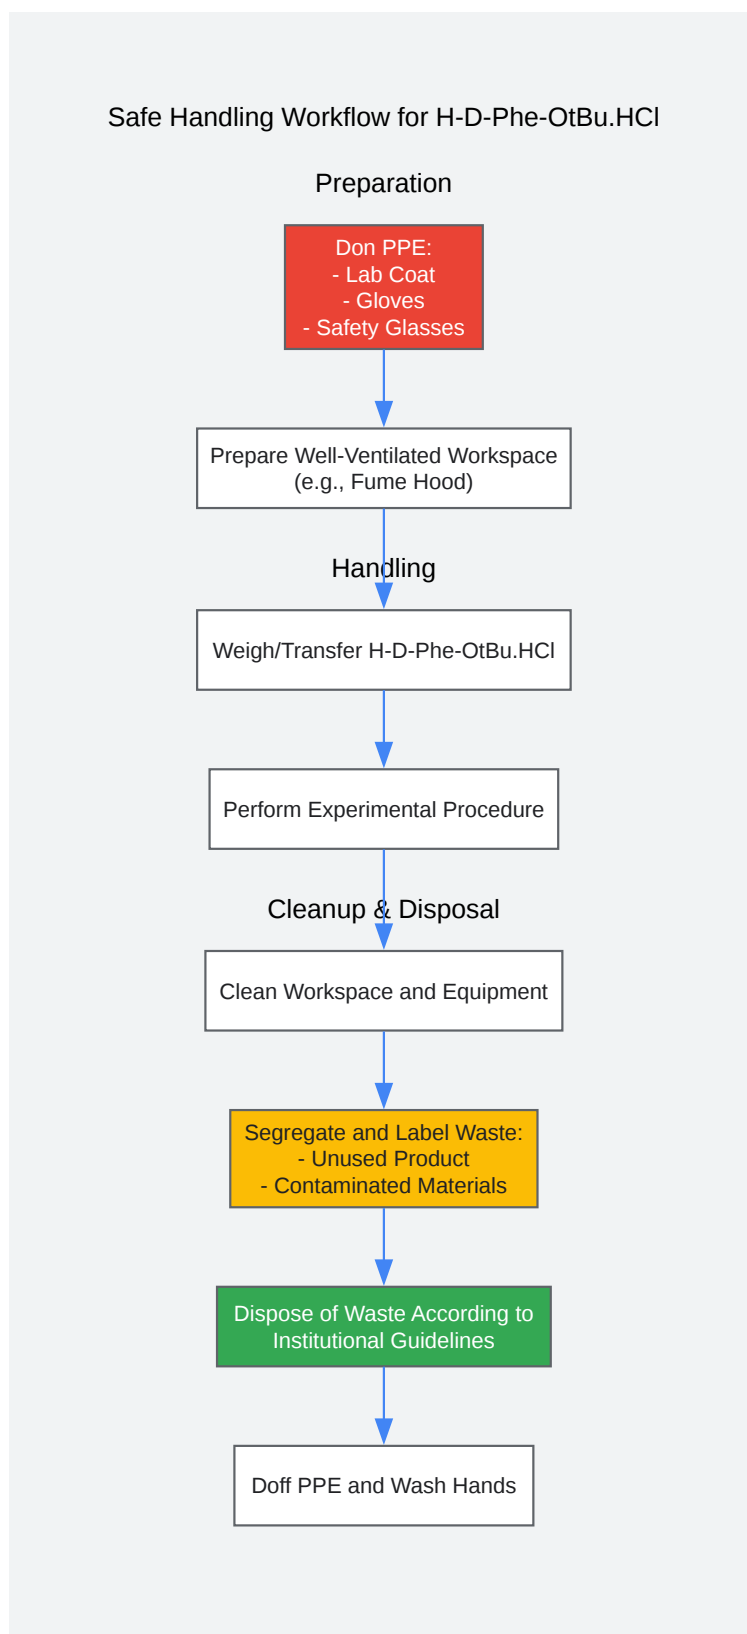 Safe Handling Workflow for H-D-Phe-OtBu.HCl
Preparation
Don PPE:
- Lab Coat
- Gloves
- Safety Glasses
Prepare Well-Ventilated Workspace
(e.g., Fume Hood)
Handling
Weigh/Transfer H-D-Phe-OtBu.HCl
Perform Experimental Procedure
Cleanup & Disposal
Clean Workspace and Equipment
Segregate and Label Waste:
- Unused Product
- Contaminated Materials
Dispose of Waste According to
Institutional Guidelines
Doff PPE and Wash Hands